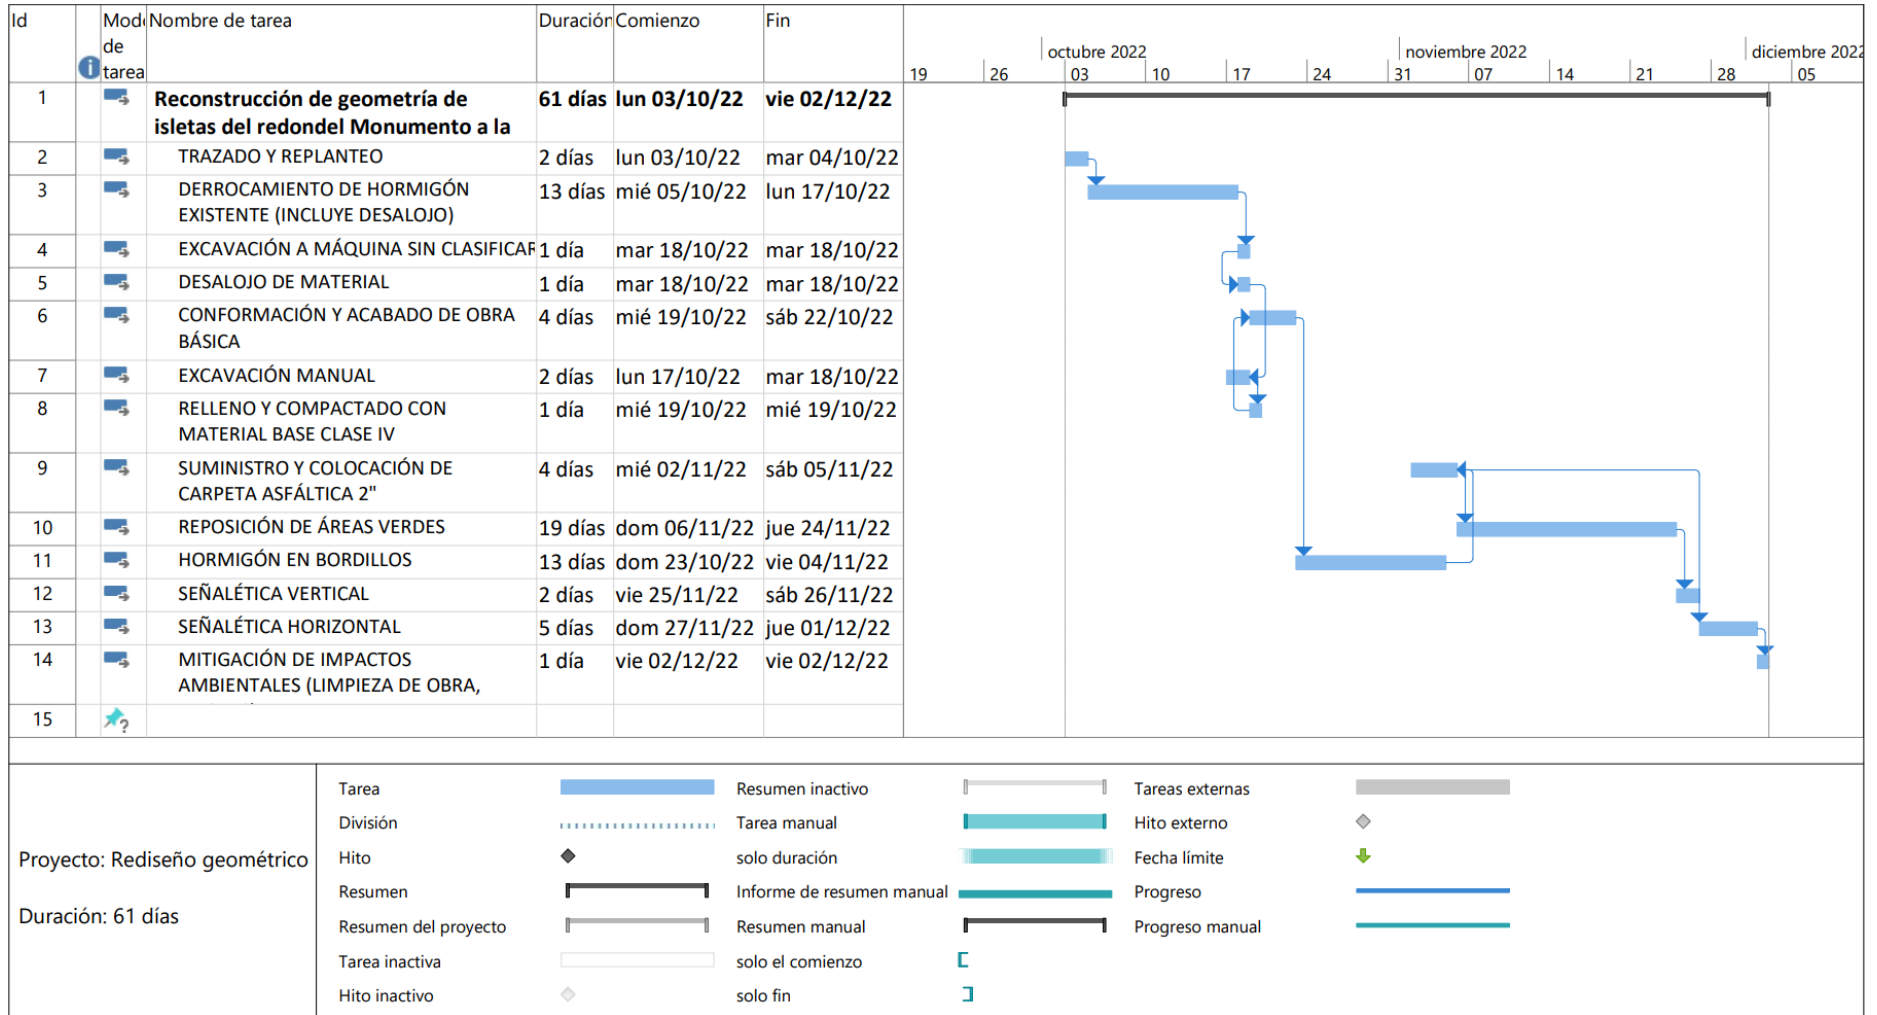 Id Modo Nombre de tarea Duración Comienzo Fin
de
tarea
octubre 2022 noviembre 2022 diciembre 2022
19 26 03 10 17 24 31 07 14 21 28 05
1 Reconstrucción de geometría de 61 días lun 03/10/22 vie 02/12/22
isletas del redondel Monumento a la
2 TRAZADO Y REPLANTEO 2 días lun 03/10/22 mar 04/10/22
3 DERROCAMIENTO DE HORMIGÓN 13 días mié 05/10/22 lun 17/10/22
EXISTENTE (INCLUYE DESALOJO)
4 EXCAVACIÓN A MÁQUINA SIN CLASIFICAR 1 día mar 18/10/22 mar 18/10/22
5 DESALOJO DE MATERIAL 1 día mar 18/10/22 mar 18/10/22
6 CONFORMACIÓN Y ACABADO DE OBRA 4 días mié 19/10/22 sáb 22/10/22
BÁSICA
7 EXCAVACIÓN MANUAL 2 días lun 17/10/22 mar 18/10/22
8 RELLENO Y COMPACTADO CON 1 día mié 19/10/22 mié 19/10/22
MATERIAL BASE CLASE IV
9 SUMINISTRO Y COLOCACIÓN DE 4 días mié 02/11/22 sáb 05/11/22
CARPETA ASFÁLTICA 2"
10 REPOSICIÓN DE ÁREAS VERDES 19 días dom 06/11/22 jue 24/11/22
11 HORMIGÓN EN BORDILLOS 13 días dom 23/10/22 vie 04/11/22
12 SEÑALÉTICA VERTICAL 2 días vie 25/11/22 sáb 26/11/22
13 SEÑALÉTICA HORIZONTAL 5 días dom 27/11/22 jue 01/12/22
14 MITIGACIÓN DE IMPACTOS 1 día vie 02/12/22 vie 02/12/22
AMBIENTALES (LIMPIEZA DE OBRA,
15
Proyecto: Rediseño geométrico
Duración: 61 días
Tarea Resumen inactivo Tareas externas
División Tarea manual Hito externo
Hito solo duración Fecha límite
Resumen Informe de resumen manual Progreso
Resumen del proyecto Resumen manual Progreso manual
Tarea inactiva solo el comienzo
Hito inactivo solo fin